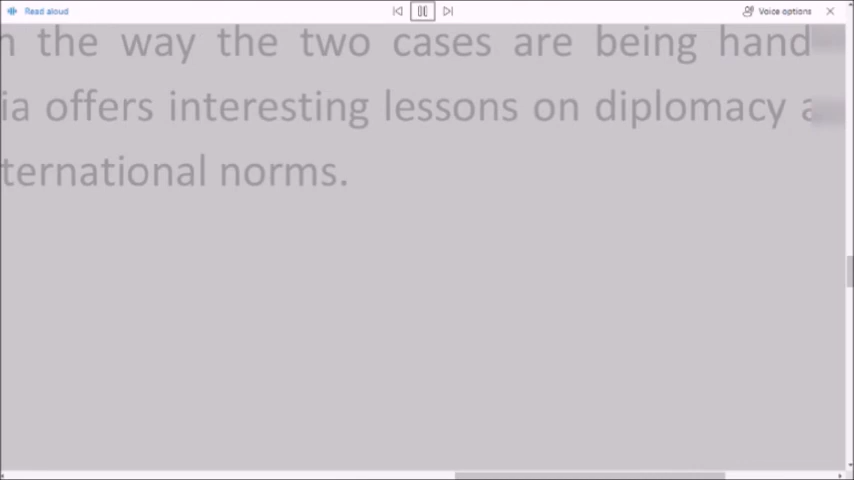 Read aloud
Voice options
the way the two cases are being hand
ia offers interesting lessons on diplomacy
ternational norms.